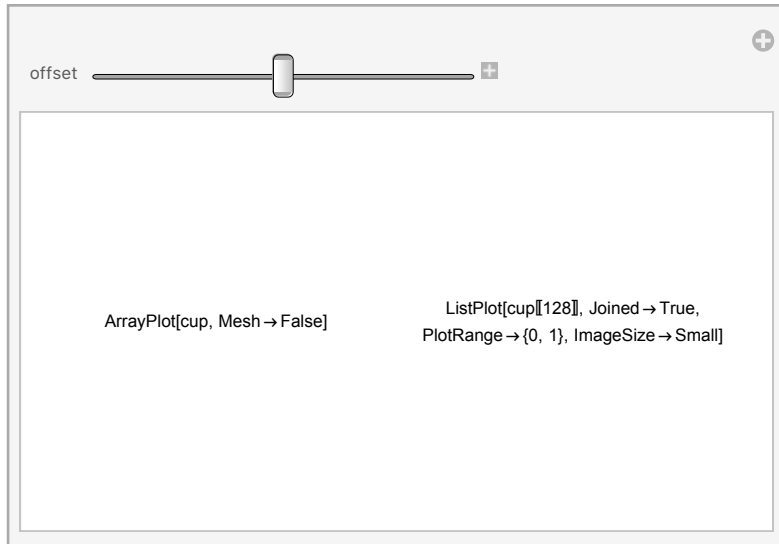 offset
ArrayPlot[cup, Mesh→False]
ListPlot[cup〚128〛, Joined→True,
PlotRange→{0, 1}, ImageSize→Small]